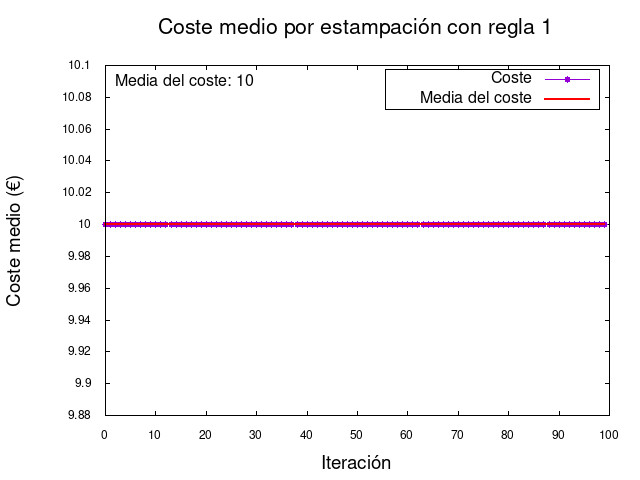 Coste medio por estampación con regla 1
Coste medio (€)
10.1
10.08
10.06
10.04
10.02
10
9.98
9.96
9.94
9.92
9.9
9.88
Media del coste: 10
Coste
Media del coste
0 10 20 30 40 50 60 70 80 90 100
Iteración